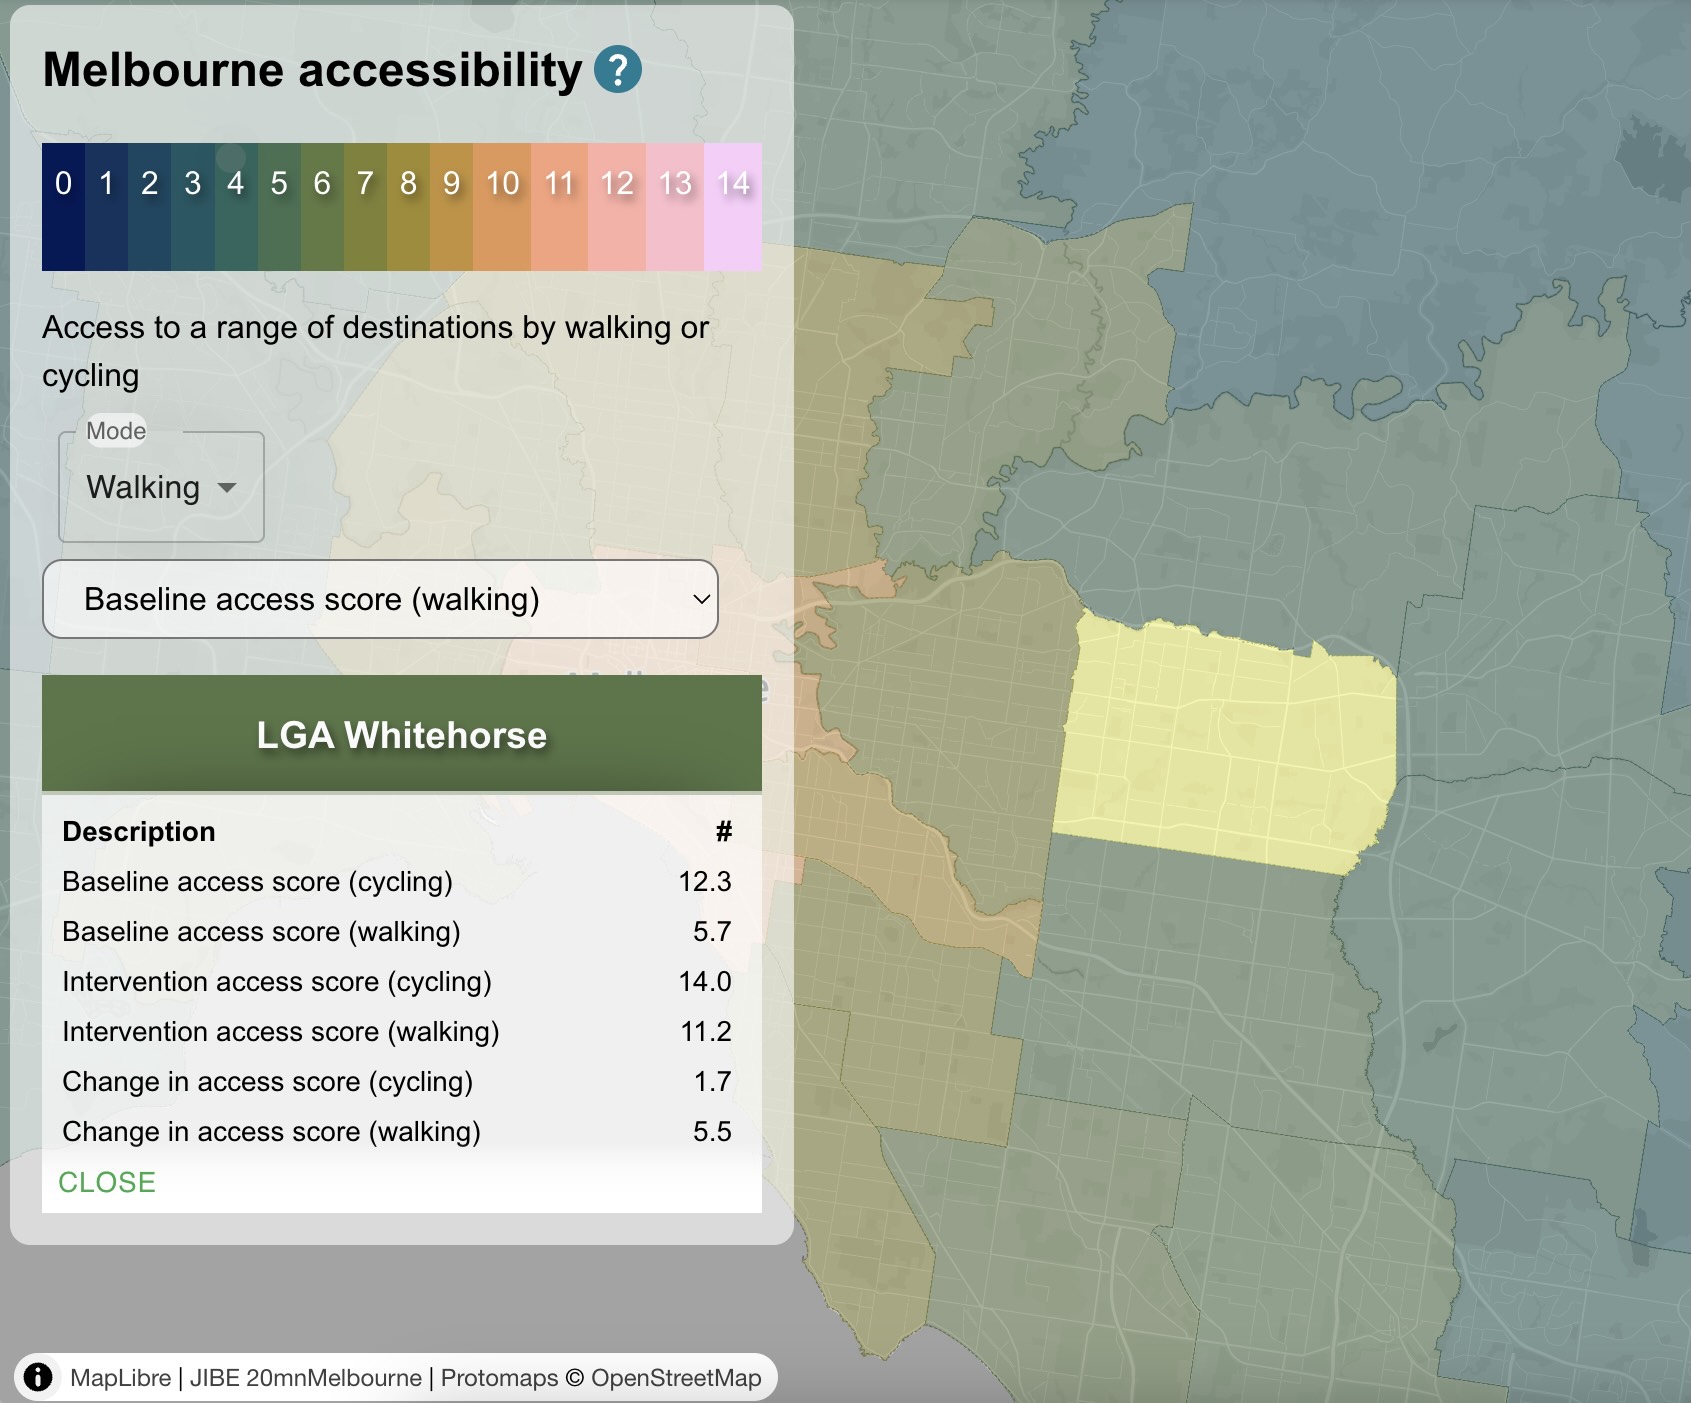 Melbourne accessibility ?
0 1 2 3 4 5 6 7 8 9 10 11 12 13 14
Access to a range of destinations by walking or
cycling
Mode
Walking
Baseline access score (walking)
LGA Whitehorse
Description #
Baseline access score (cycling) 12.3
Baseline access score (walking) 5.7
Intervention access score (cycling) 14.0
Intervention access score (walking) 11.2
Change in access score (cycling) 1.7
Change in access score (walking) 5.5
CLOSE
MapLibre | JIBE 20mnMelbourne | Protomaps © OpenStreetMap